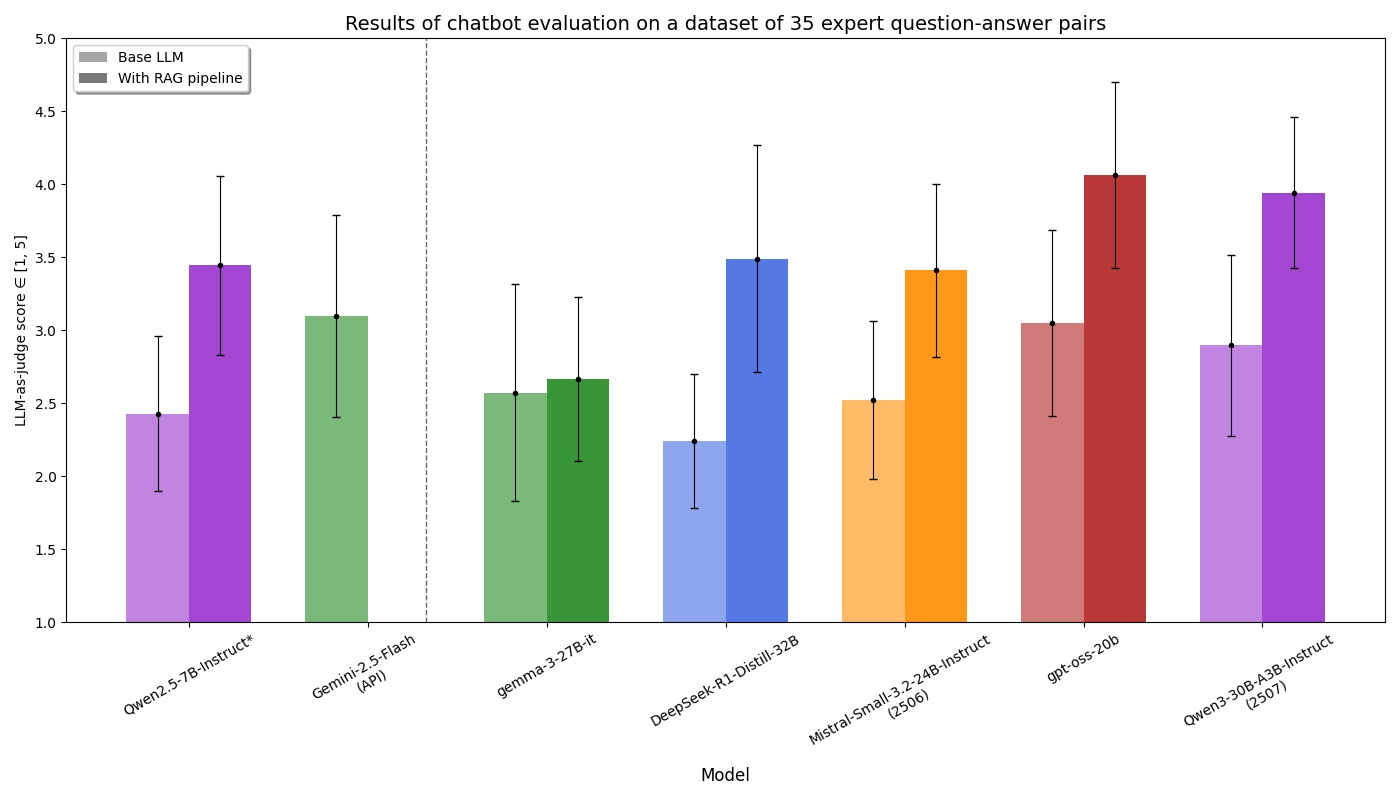 Results of chatbot evaluation on a dataset of 35 expert question-answer pairs
Base LLM
With RAG pipeline
LLM-as-judge score ∈ [1, 5]
5.0
4.5
4.0
3.5
3.0
2.5
2.0
1.5
1.0
Qwen2.5-7B-Instruct*
Gemini-2.5-Flash
(API)
gemma-3-27B-it
DeepSeek-R1-Distill-32B
Mistral-Small-3.2-24B-Instruct
(2506)
gpt-oss-20b
Qwen3-30B-A3B-Instruct
(2507)
Model